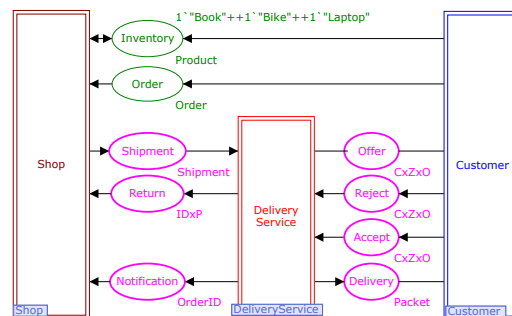 1`"Book"++1`"Bike"++1`"Laptop"
Inventory
Product
Order
Order
Shop
Shipment
Shipment
Offer
CxZxO
Customer
Return
IDxP
Delivery
Service
Reject
CxZxO
Accept
CxZxO
Notification
OrderID
Delivery
Packet
Shop
DeliveryService
Customer